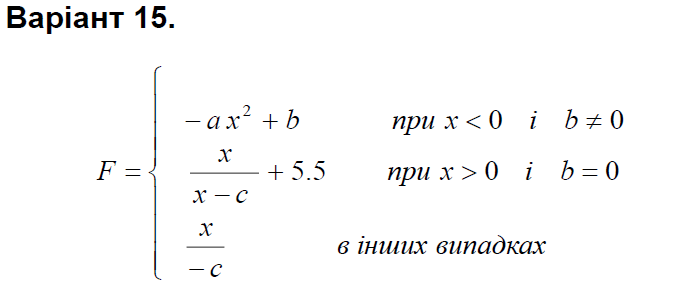 Варіант 15.
F = { −ax² + b при x < 0 і b ≠ 0
x/(x − c) + 5.5 при x > 0 і b = 0
x/(−c) в інших випадках